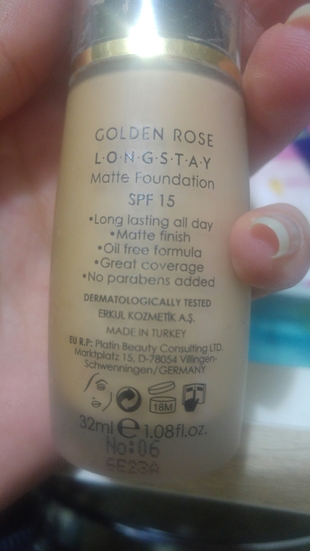 GOLDEN ROSE
L·O·N·G·S·T·A·Y
Matte Foundation
SPF 15
•Long lasting all day
•Matte finish
•Oil free formula
•Great coverage
•No parabens added
DERMATOLOGICALLY TESTED
ERKUL KOZMETİK A.Ş.
MADE IN TURKEY
EU R.P.: Platin Beauty Consulting LTD.
Marktplatz 15, D-78054 Villingen-
Schwenningen/GERMANY
18M
32ml e 1.08fl.oz.
No:06